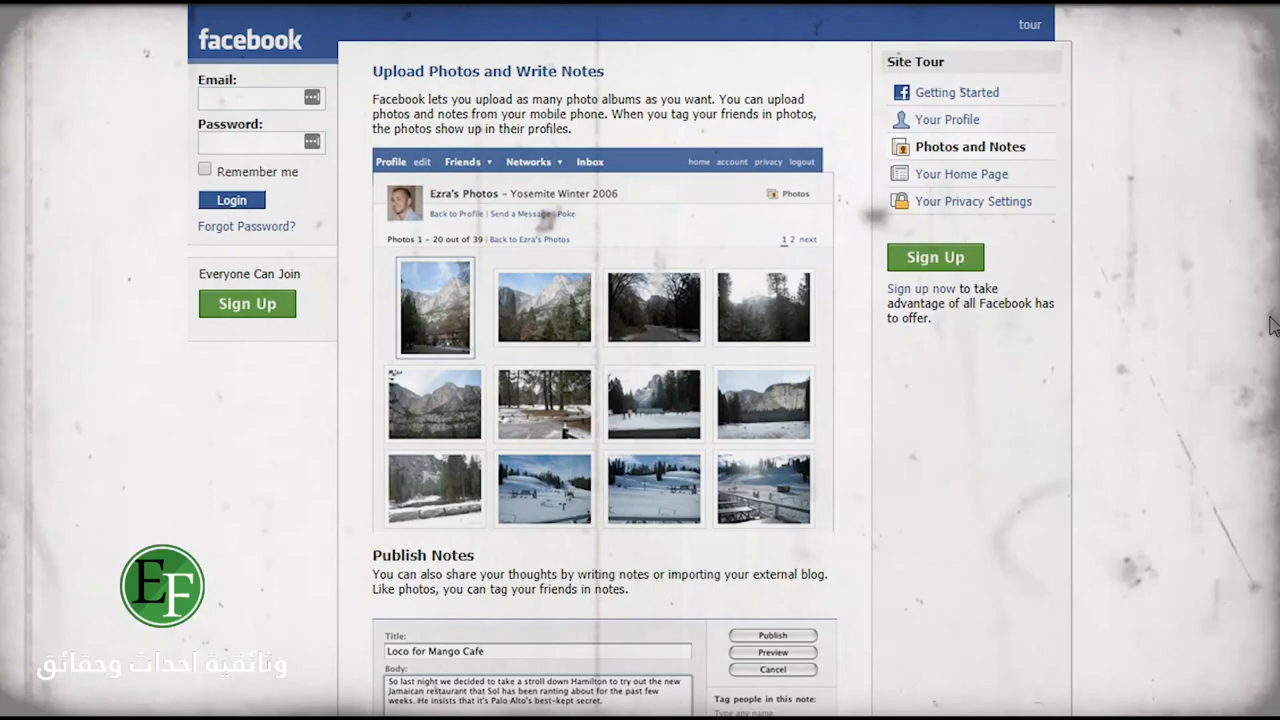 facebook
tour
Email:
Password:
Remember me
Login
Forgot Password?
Everyone Can Join
Sign Up
Upload Photos and Write Notes
Facebook lets you upload as many photo albums as you want. You can upload
photos and notes from your mobile phone. When you tag your friends in photos,
the photos show up in their profiles.
Profile edit Friends Networks Inbox home account privacy logout
Ezra's Photos – Yosemite Winter 2006
Photos
Back to Profile | Send a Message | Poke
Photos 1 – 20 out of 39 | Back to Ezra's Photos
1 2 next
Publish Notes
You can also share your thoughts by writing notes or importing your external blog.
Like photos, you can tag your friends in notes.
Title:
Loco for Mango Cafe
Body:
So last night we decided to take a stroll down Hamilton to try out the new
Jamaican restaurant that Sol has been ranting about for the past few
weeks. He insists that it's Palo Alto's best-kept secret.
Publish
Preview
Cancel
Tag people in this note:
Type any name
Site Tour
Getting Started
Your Profile
Photos and Notes
Your Home Page
Your Privacy Settings
Sign Up
Sign up now to take
advantage of all Facebook has
to offer.
EF
وثائقية احداث وحقائق